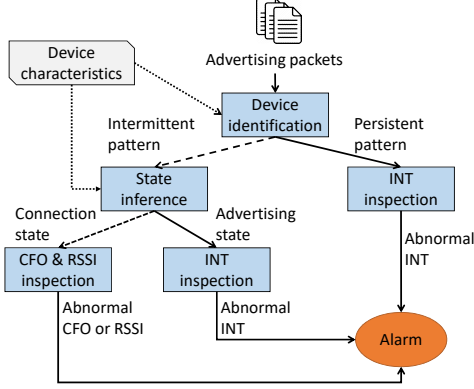 Advertising packets
Device
characteristics
Device
identification
Intermittent
pattern
Persistent
pattern
State
inference
INT
inspection
Connection
state
Advertising
state
CFO & RSSI
inspection
INT
inspection
Abnormal
INT
Abnormal
CFO or RSSI
Abnormal
INT
Alarm